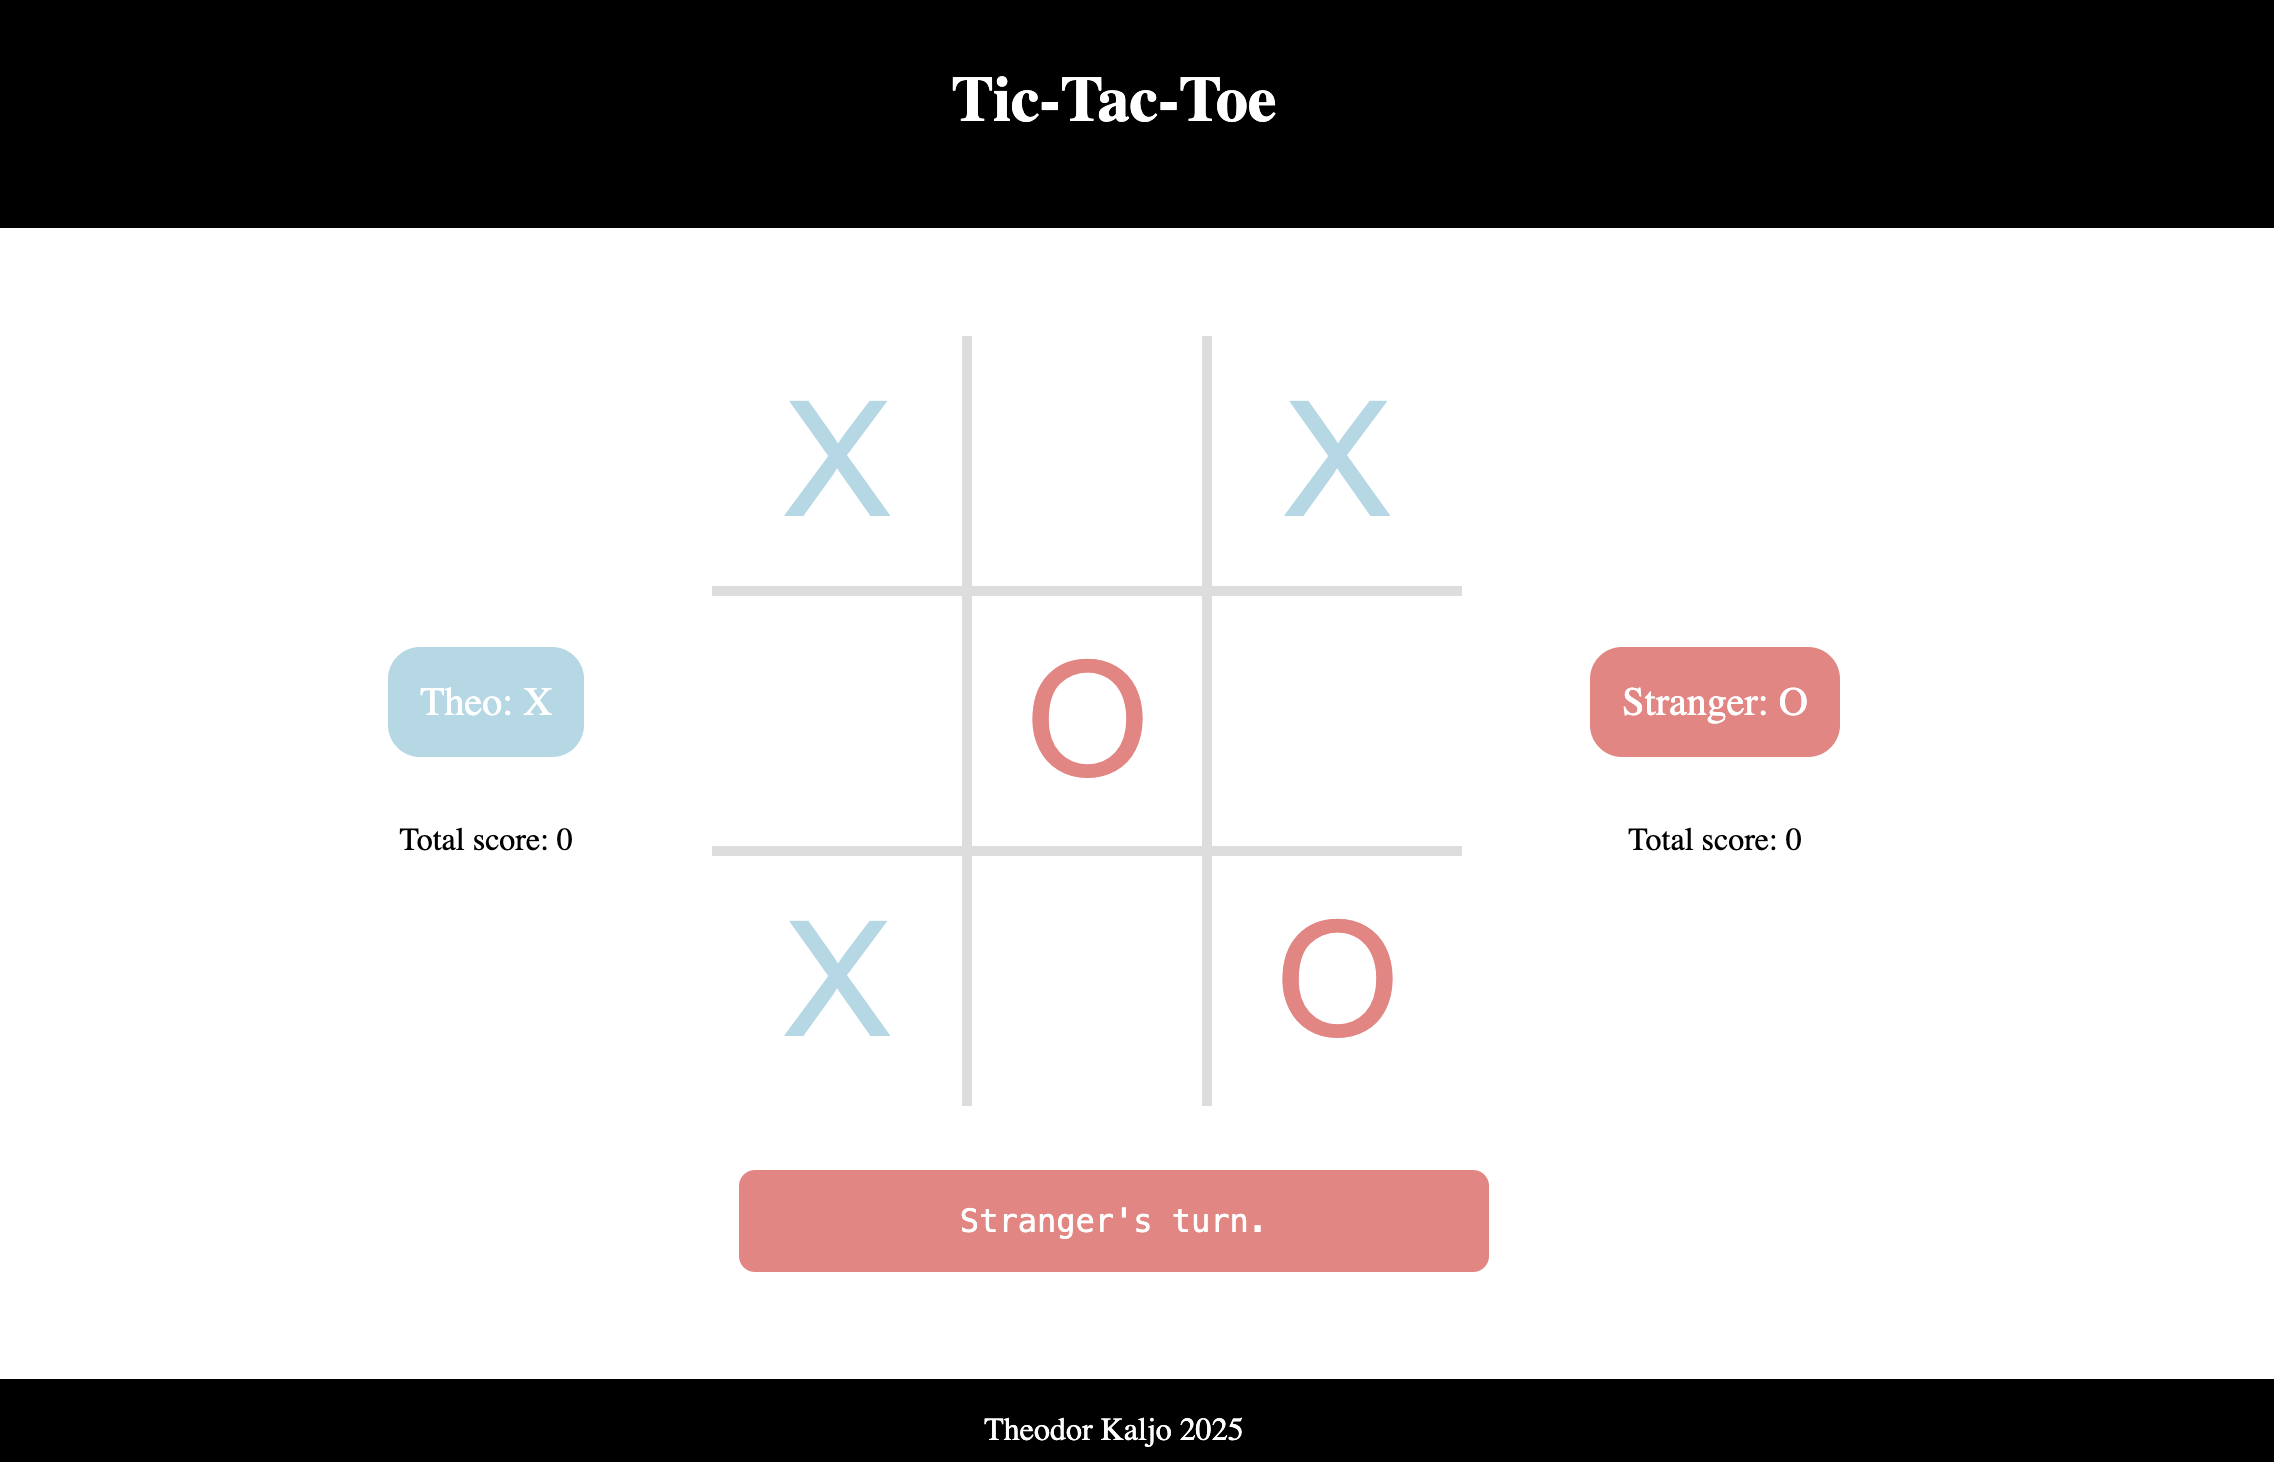 Tic-Tac-Toe
X X
O
X O
Theo: X
Total score: 0
Stranger: O
Total score: 0
Stranger's turn.
Theodor Kaljo 2025